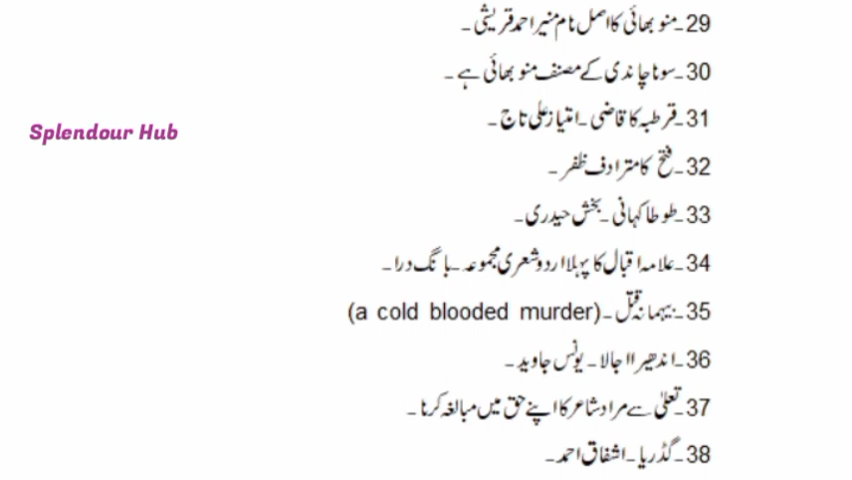 29۔منو بھائی کا اصل نام منیر احمد قریشی۔
30۔سونا چاندی کے مصنف منو بھائی ہے۔
Splendour Hub
31۔قرطبہ کا قاضی۔امتیاز علی تاج۔
32۔فتح کا مترادف ظفر۔
33۔طوطا کہانی۔بخش حیدری۔
34۔علامہ اقبال کا پہلا اردو شعری مجموعہ۔بانگ درا۔
35۔بیہمانہ قتل۔(a cold blooded murder)
36۔اندھیرا اجالا۔یونس جاوید۔
37۔تعلیٰ سے مراد شاعر کا اپنے حق میں مبالغہ کرنا۔
38۔گڈریا۔اشفاق احمد۔